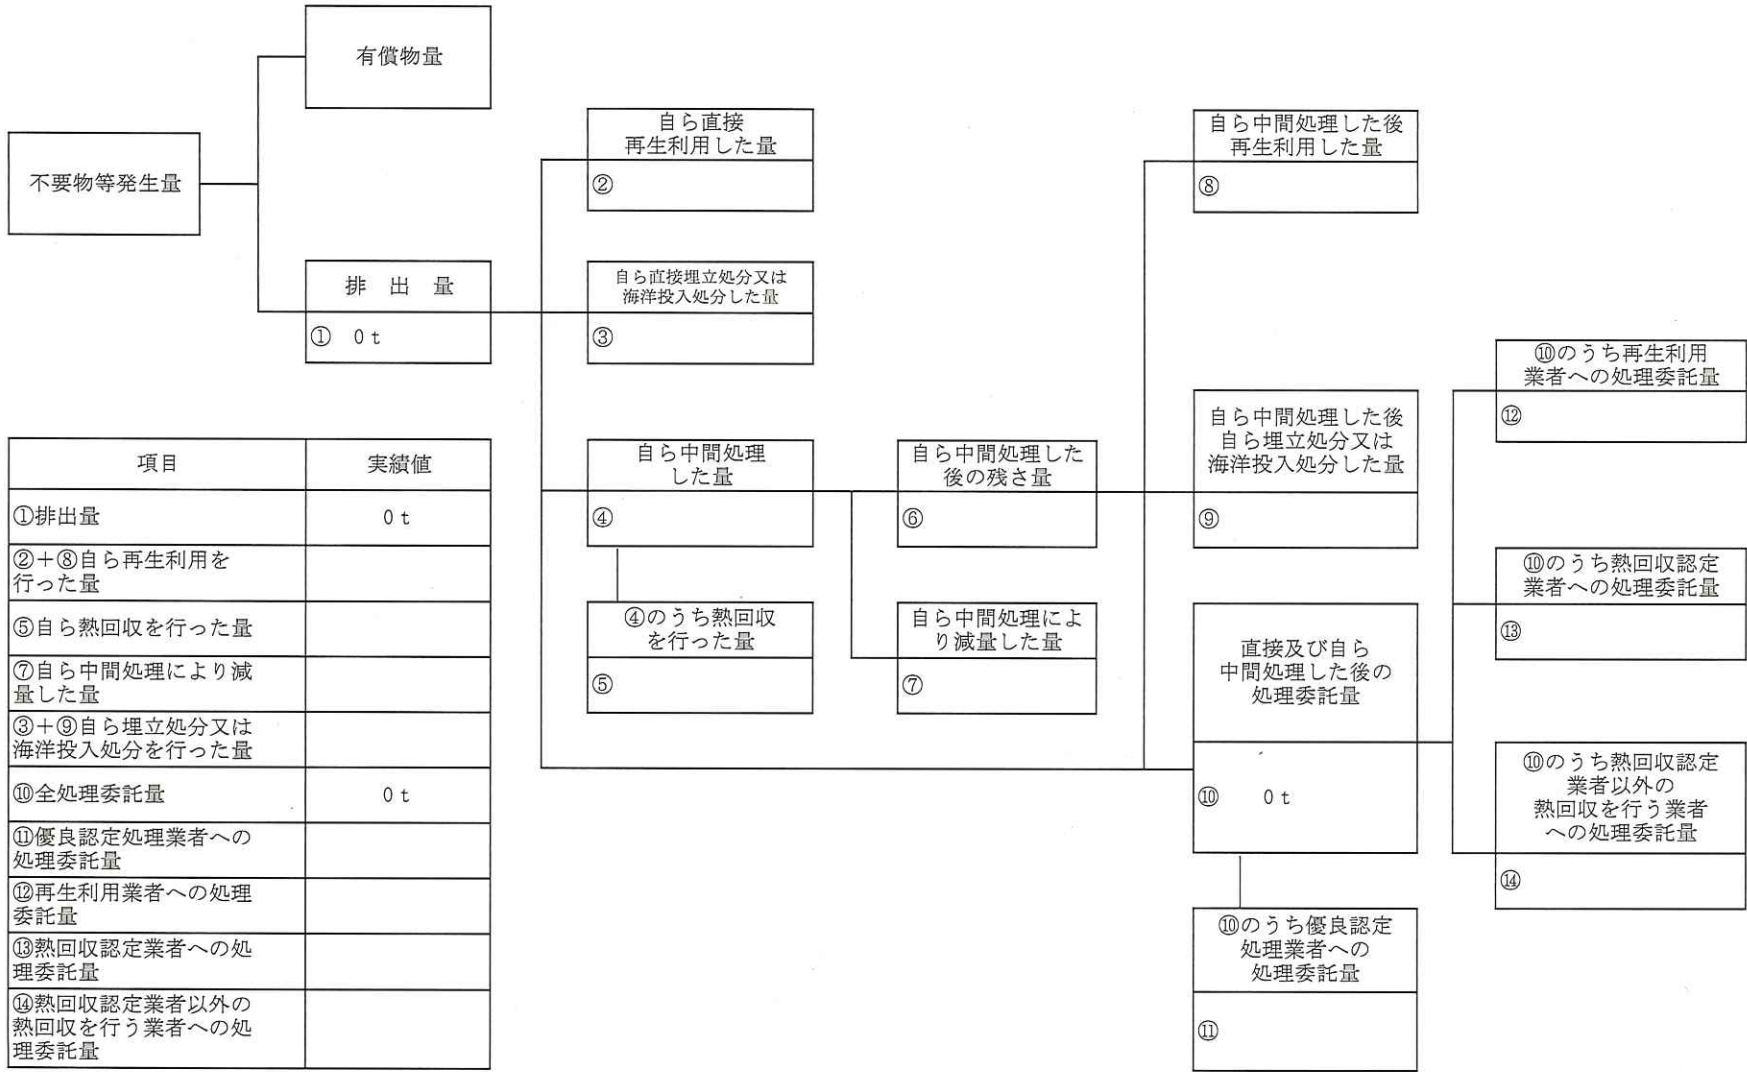 有償物量
不要物等発生量
排 出 量
① 0 t
自ら直接
再生利用した量
②
自ら直接埋立処分又は
海洋投入処分した量
③
自ら中間処理
した量
④
④のうち熱回収
を行った量
⑤
自ら中間処理した
後の残さ量
⑥
自ら中間処理によ
り減量した量
⑦
自ら中間処理した後
再生利用した量
⑧
自ら中間処理した後
自ら埋立処分又は
海洋投入処分した量
⑨
直接及び自ら
中間処理した後の
処理委託量
⑩ 0 t
⑩のうち優良認定
処理業者への
処理委託量
⑪
⑩のうち再生利用
業者への処理委託量
⑫
⑩のうち熱回収認定
業者への処理委託量
⑬
⑩のうち熱回収認定
業者以外の
熱回収を行う業者
への処理委託量
⑭
項目 実績値
①排出量 0 t
②+⑧自ら再生利用を
行った量
⑤自ら熱回収を行った量
⑦自ら中間処理により減
量した量
③+⑨自ら埋立処分又は
海洋投入処分を行った量
⑩全処理委託量 0 t
⑪優良認定処理業者への
処理委託量
⑫再生利用業者への処理
委託量
⑬熱回収認定業者への処
理委託量
⑭熱回収認定業者以外の
熱回収を行う業者への処
理委託量